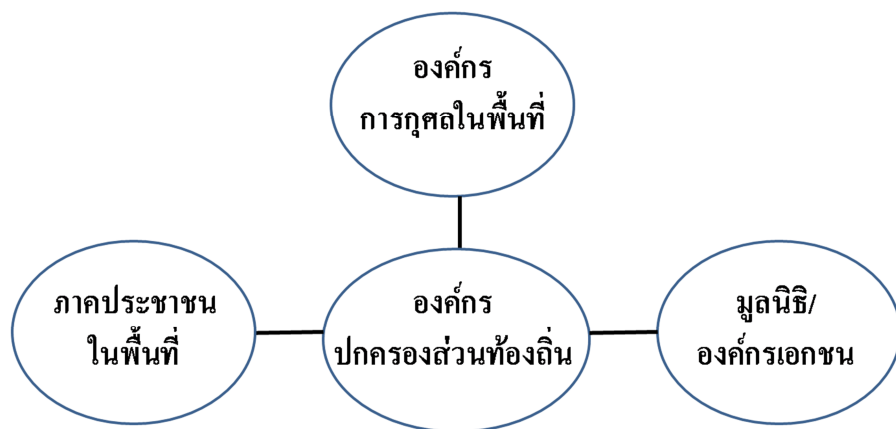 องค์กร
การกุศลในพื้นที่
ภาคประชาชน
ในพื้นที่
องค์กร
ปกครองส่วนท้องถิ่น
มูลนิธิ/
องค์กรเอกชน